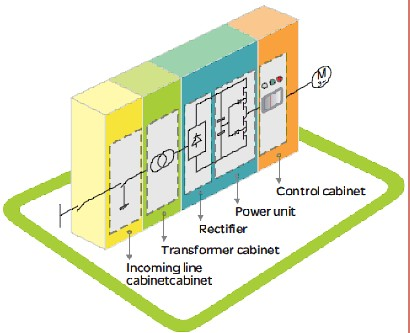 M
Control cabinet
Power unit
Rectifier
Transformer cabinet
Incoming line
cabinetcabinet